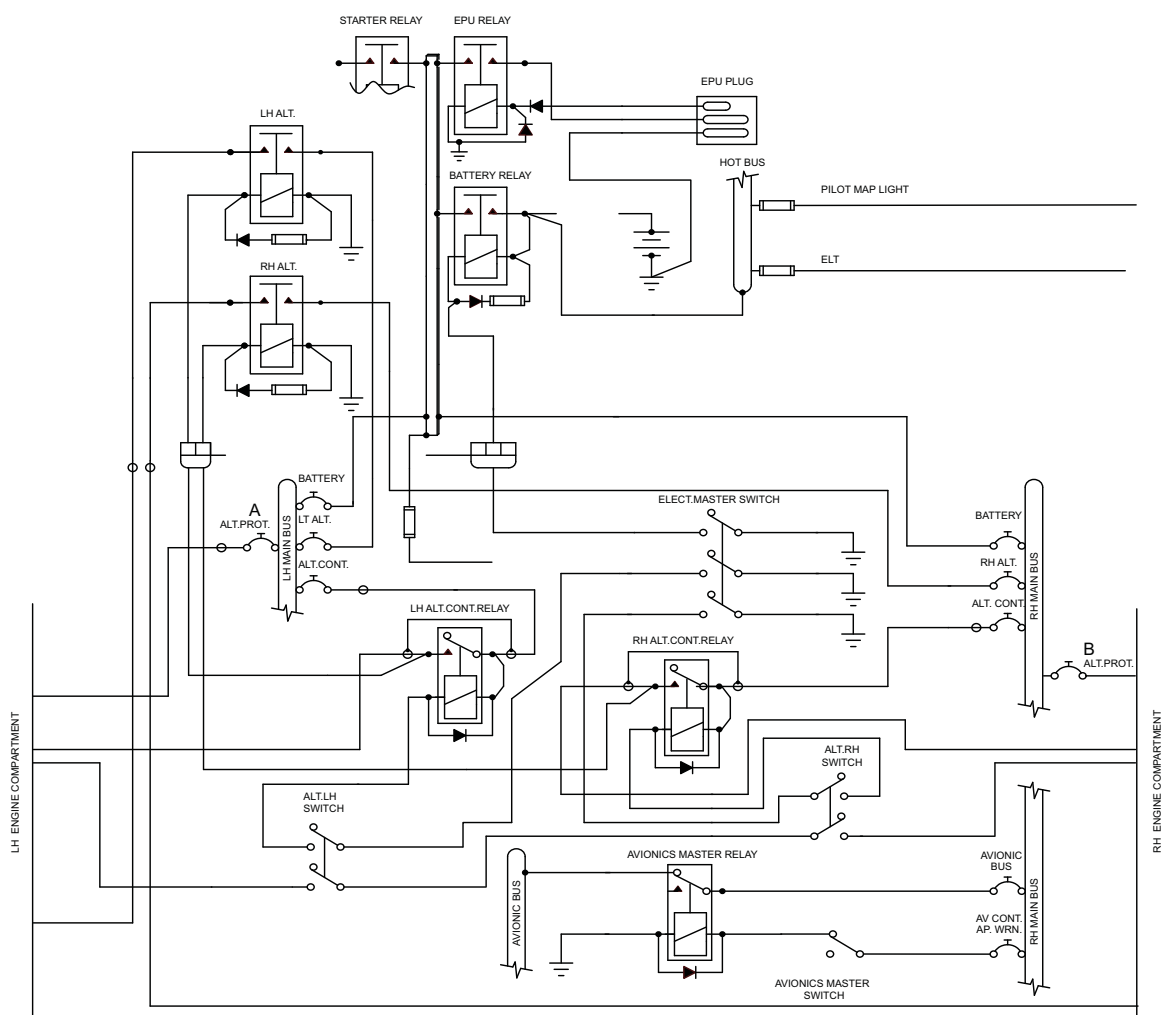 STARTER RELAY
EPU RELAY
EPU PLUG
LH ALT.
HOT BUS
BATTERY RELAY
PILOT MAP LIGHT
ELT
RH ALT.
BATTERY
ELECT.MASTER SWITCH
A
ALT.PROT.
LT ALT.
LH MAIN BUS
BATTERY
RH ALT.
ALT.CONT.
ALT. CONT.
RH MAIN BUS
LH ALT.CONT.RELAY
RH ALT.CONT.RELAY
B
ALT.PROT.
LH ENGINE COMPARTMENT
RH ENGINE COMPARTMENT
ALT.RH
SWITCH
ALT.LH
SWITCH
AVIONICS MASTER RELAY
AVIONIC
BUS
AVIONIC BUS
RH MAIN BUS
AV CONT.
AP. WRN.
AVIONICS MASTER
SWITCH